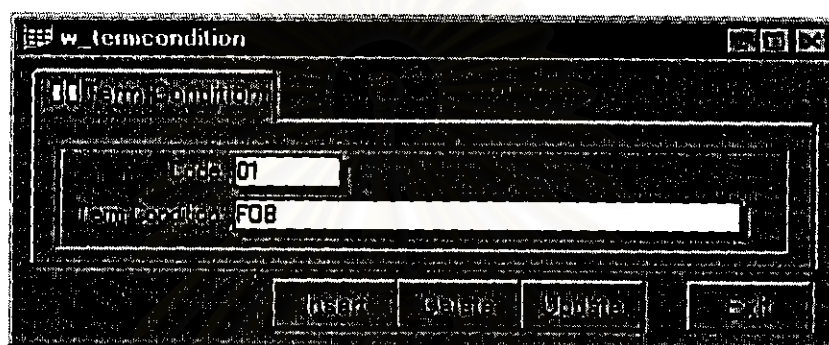 w_termcondition
Term Condition
Code 01
Term Condition FOB
Insert Delete Update Exit